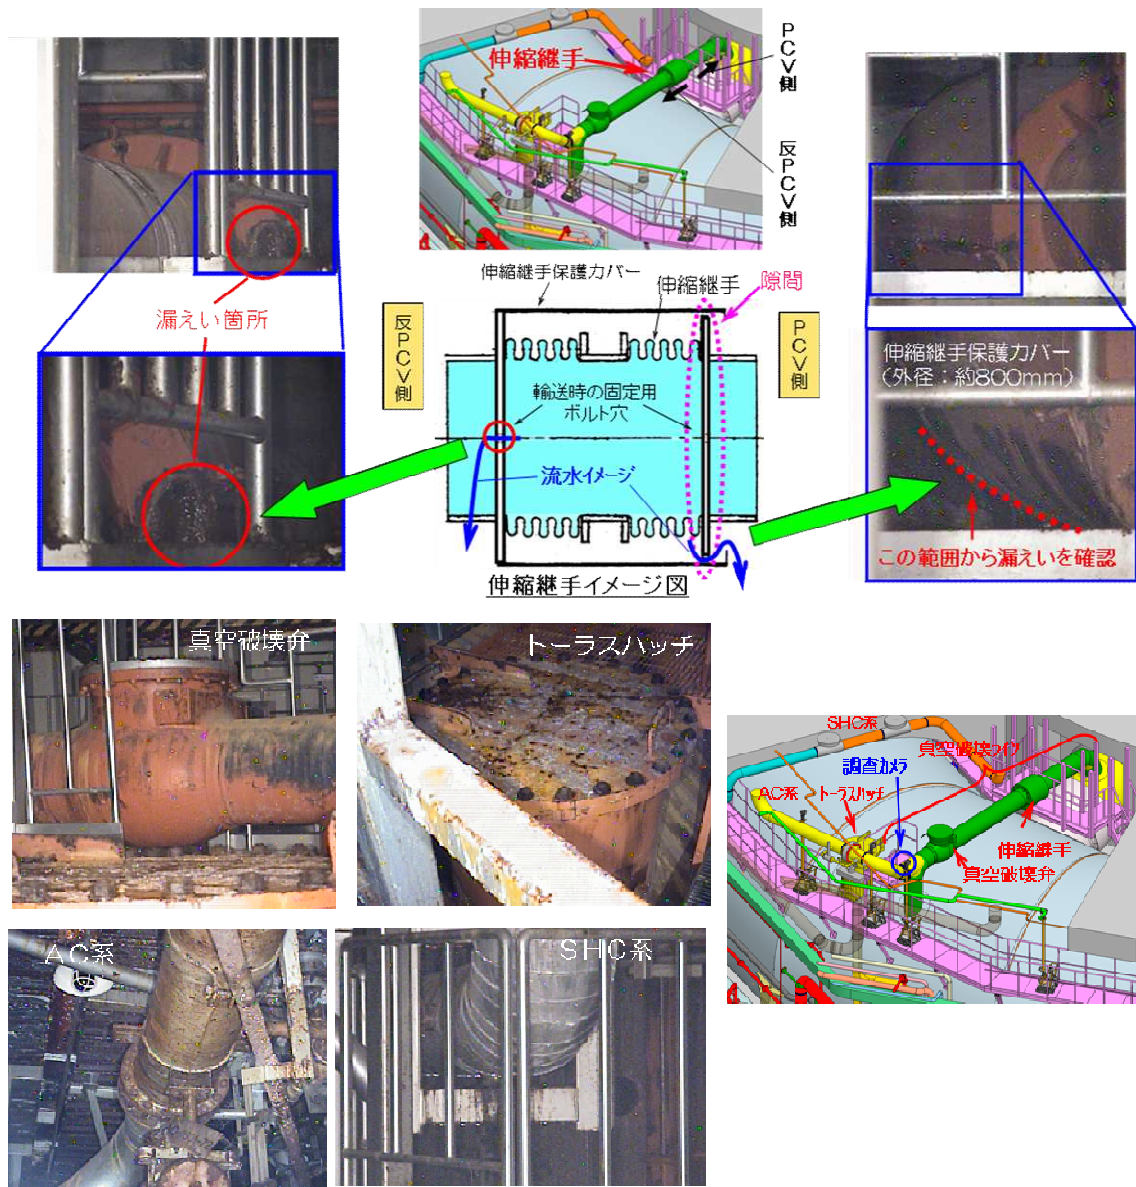 伸縮継手
PCV側
反PCV側
漏えい箇所
伸縮継手保護カバー
伸縮継手
隙間
反PCV側
PCV側
輸送時の固定用
ボルト穴
流水イメージ
伸縮継手イメージ図
伸縮継手保護カバー
(外径：約800mm)
この範囲から漏えいを確認
真空破壊弁
トーラスハッチ
AC系
SHC系
SHC系
真空破壊ライン
調査カメラ
AC系
トーラスハッチ
伸縮継手
真空破壊弁